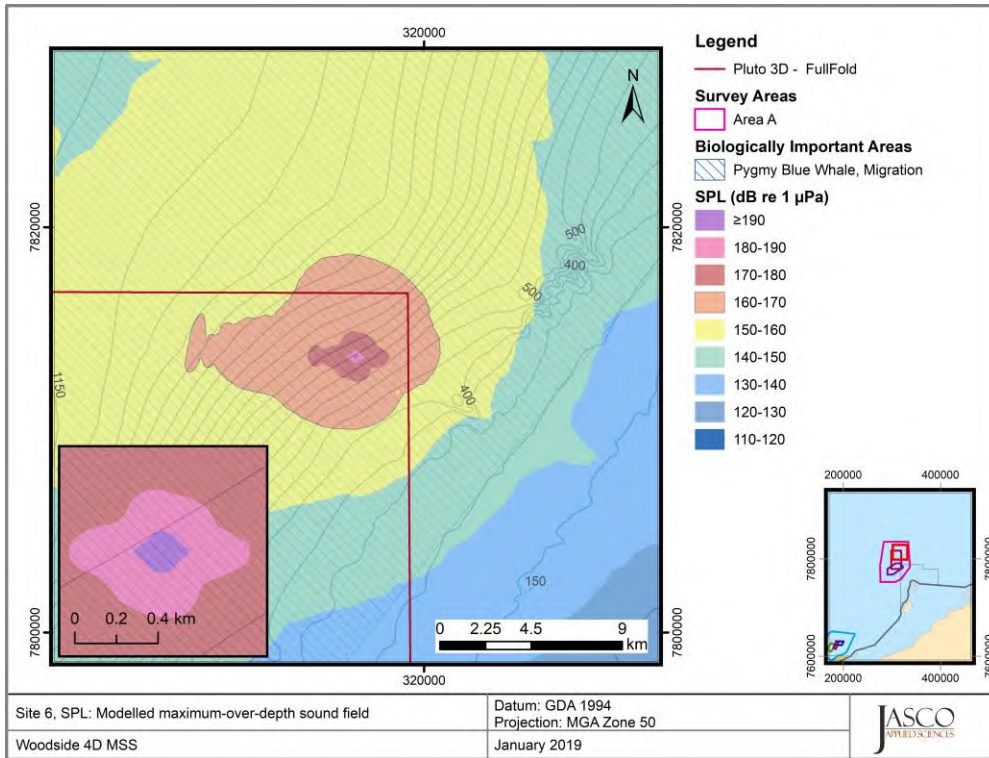 320000
7820000
7800000
N
500
400
500
400
1150
150
0 0.2 0.4 km
0 2.25 4.5 9
km
7820000
7800000
320000
Legend
Pluto 3D - FullFold
Survey Areas
Area A
Biologically Important Areas
Pygmy Blue Whale, Migration
SPL (dB re 1 µPa)
≥190
180-190
170-180
160-170
150-160
140-150
130-140
120-130
110-120
200000 400000
7800000
7600000
7800000
7600000
200000 400000
Site 6, SPL: Modelled maximum-over-depth sound field
Datum: GDA 1994
Projection: MGA Zone 50
Woodside 4D MSS
January 2019
JASCO
APPLIED SCIENCES